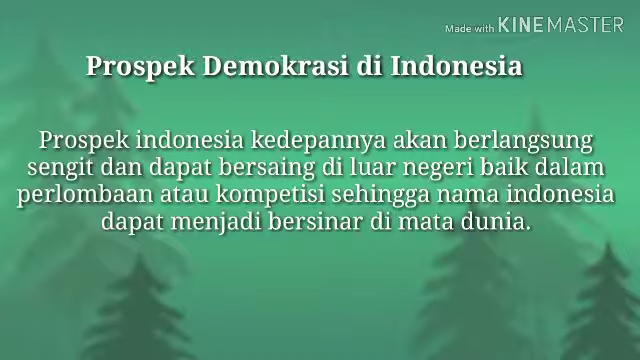 Made with KINEMASTER
Prospek Demokrasi di Indonesia
Prospek indonesia kedepannya akan berlangsung
sengit dan dapat bersaing di luar negeri baik dalam
perlombaan atau kompetisi sehingga nama indonesia
dapat menjadi bersinar di mata dunia.